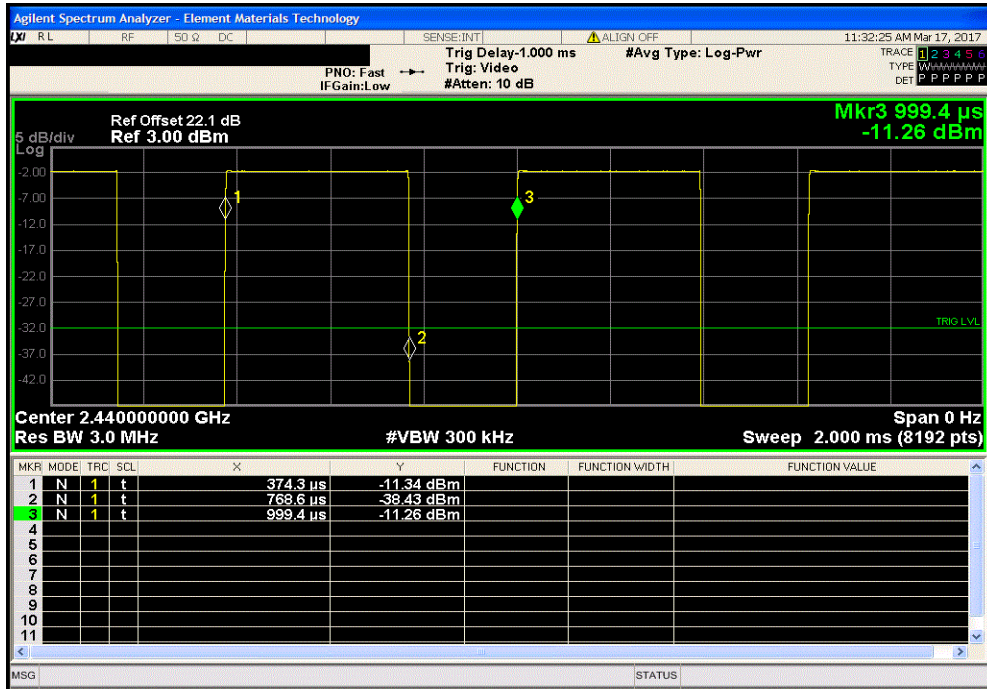 Agilent Spectrum Analyzer - Element Materials Technology
LXI RL RF 50 Ω DC SENSE:INT ALIGN OFF 11:32:25 AM Mar 17, 2017
Trig Delay-1.000 ms #Avg Type: Log-Pwr TRACE 1 2 3 4 5 6
PNO: Fast Trig: Video TYPE WWWWWW
IFGain:Low #Atten: 10 dB DET P P P P P P
Mkr3 999.4 µs
-11.26 dBm
Ref Offset 22.1 dB
5 dB/div Ref 3.00 dBm
Log
-2.00
-7.00
-12.0
-17.0
-22.0
-27.0
-32.0
-37.0
-42.0
1
2
3
TRIG LVL
Center 2.440000000 GHz Span 0 Hz
Res BW 3.0 MHz #VBW 300 kHz Sweep 2.000 ms (8192 pts)
MKR MODE TRC SCL X Y FUNCTION FUNCTION WIDTH FUNCTION VALUE
1 N 1 t 374.3 µs -11.34 dBm
2 N 1 t 768.6 µs -38.43 dBm
3 N 1 t 999.4 µs -11.26 dBm
4
5
6
7
8
9
10
11
MSG STATUS